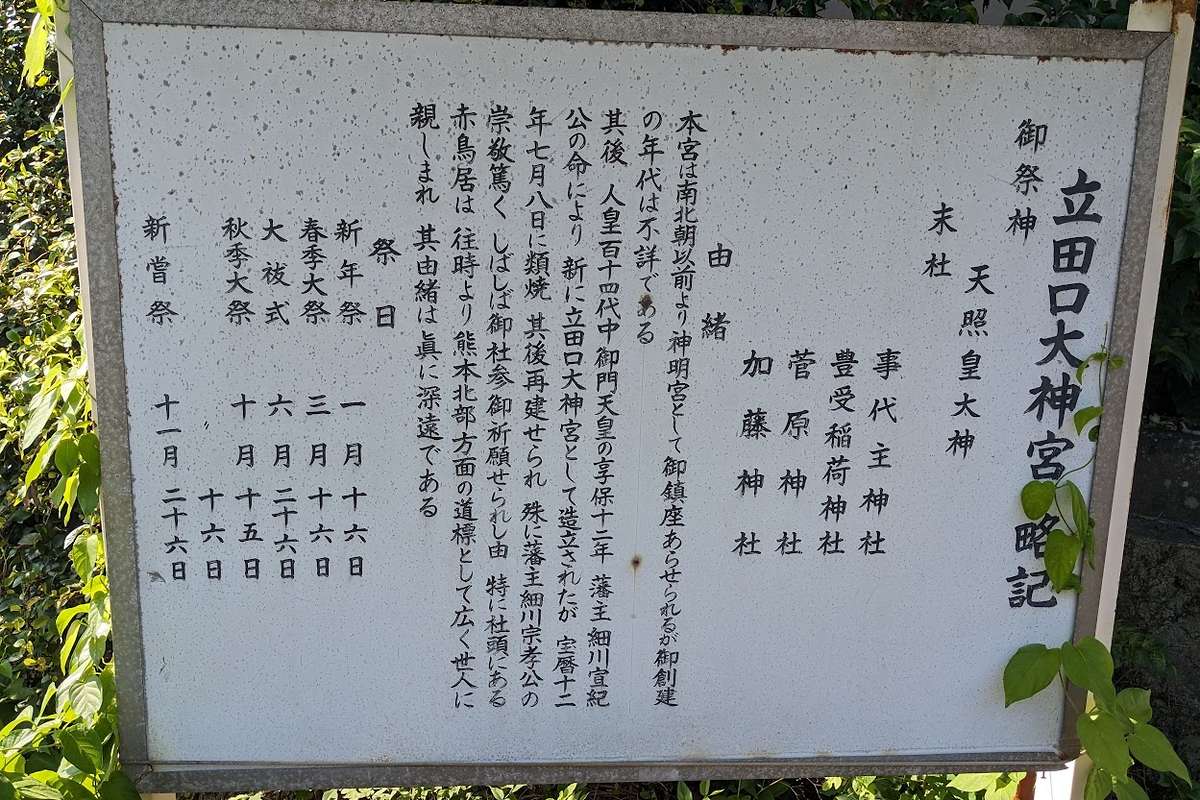 立田口大神宮略記
御祭神
天照皇大神
末社
事代主神社
豊受稲荷神社
菅原神社
加藤神社
由緒
本宮は南北朝以前より神明宮として御鎮座あらせられるが御創建
の年代は不詳である
其後 人皇百十四代中御門天皇の享保十二年 藩主 細川宣紀
公の命により 新に立田口大神宮として造立されたが 宝暦十二
年七月八日に類焼 其後再建せられ 殊に藩主細川宗孝公の
崇敬篤く しばしば御社参御祈願せられし由 特に社頭にある
赤鳥居は 往時より 熊本北部方面の道標として広く世人に
親しまれ 其由緒は眞に深遠である
祭日
新年祭 一月十六日
春季大祭 三月十六日
大祓式 六月二十六日
秋季大祭 十月十五日
十六日
新嘗祭 十一月二十六日